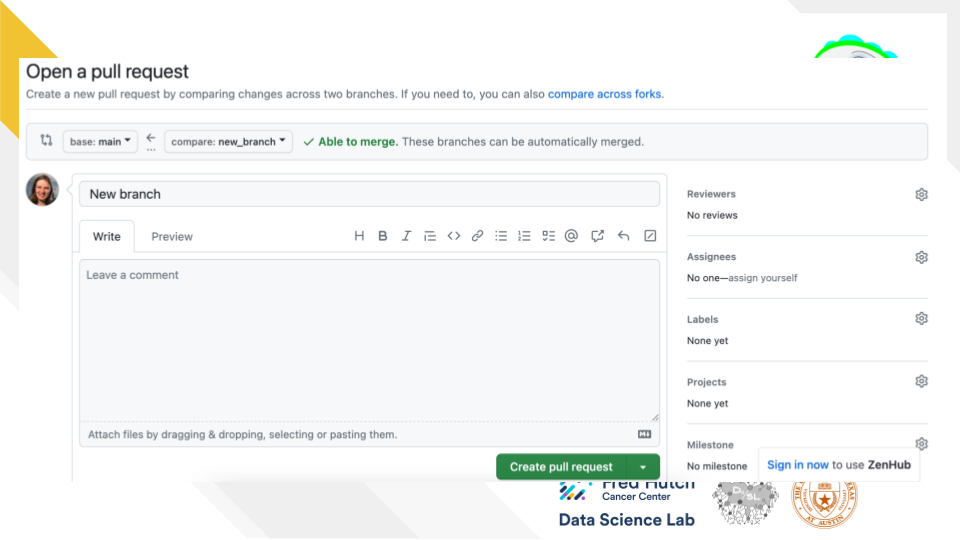 Open a pull request
Create a new pull request by comparing changes across two branches. If you need to, you can also compare across forks.
base: main
compare: new_branch
Able to merge. These branches can be automatically merged.
New branch
Write
Preview
Leave a comment
Attach files by dragging & dropping, selecting or pasting them.
Create pull request
Reviewers
No reviews
Assignees
No one—assign yourself
Labels
None yet
Projects
None yet
Milestone
No milestone
Sign in now to use ZenHub
Fred Hutch
Cancer Center
Data Science Lab
AT AUSTIN